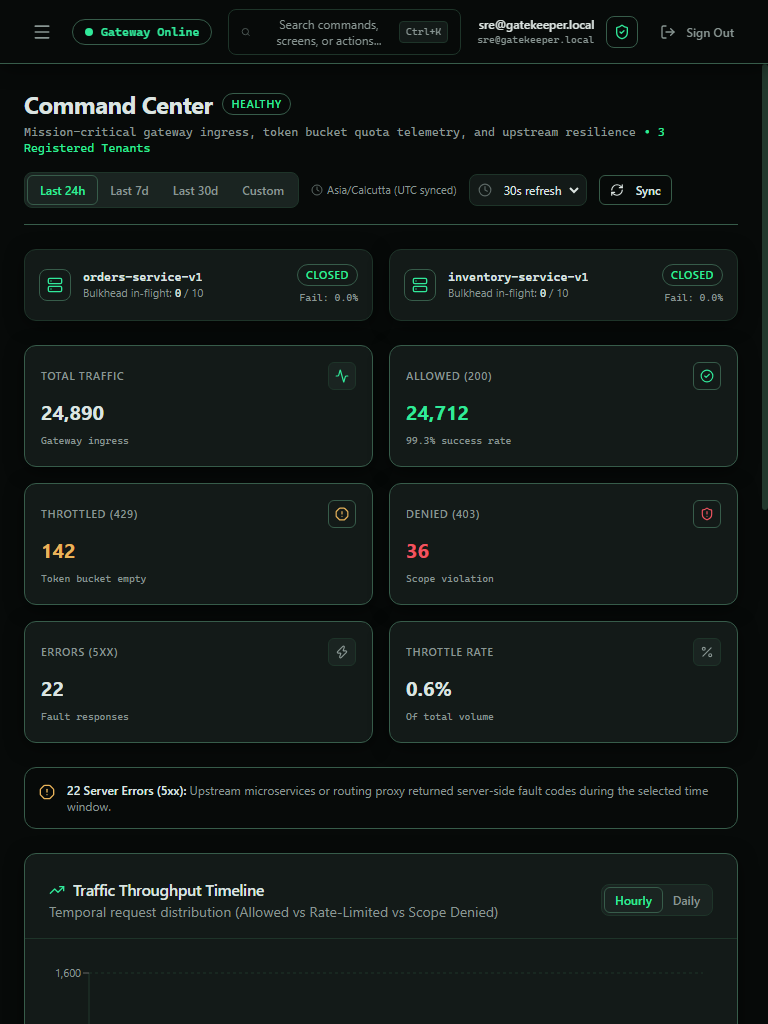 Gateway Online
Search commands,
screens, or actions...
Ctrl+K
sre@gatekeeper.local
sre@gatekeeper.local
Sign Out
Command Center
HEALTHY
Mission-critical gateway ingress, token bucket quota telemetry, and upstream resilience • 3
Registered Tenants
Last 24h
Last 7d
Last 30d
Custom
Asia/Calcutta (UTC synced)
30s refresh
Sync
orders-service-v1
Bulkhead in-flight: 0 / 10
CLOSED
Fail: 0.0%
inventory-service-v1
Bulkhead in-flight: 0 / 10
CLOSED
Fail: 0.0%
TOTAL TRAFFIC
24,890
Gateway ingress
ALLOWED (200)
24,712
99.3% success rate
THROTTLED (429)
142
Token bucket empty
DENIED (403)
36
Scope violation
ERRORS (5XX)
22
Fault responses
THROTTLE RATE
0.6%
Of total volume
22 Server Errors (5xx): Upstream microservices or routing proxy returned server-side fault codes during the selected time
window.
Traffic Throughput Timeline
Temporal request distribution (Allowed vs Rate-Limited vs Scope Denied)
Hourly
Daily
1,600